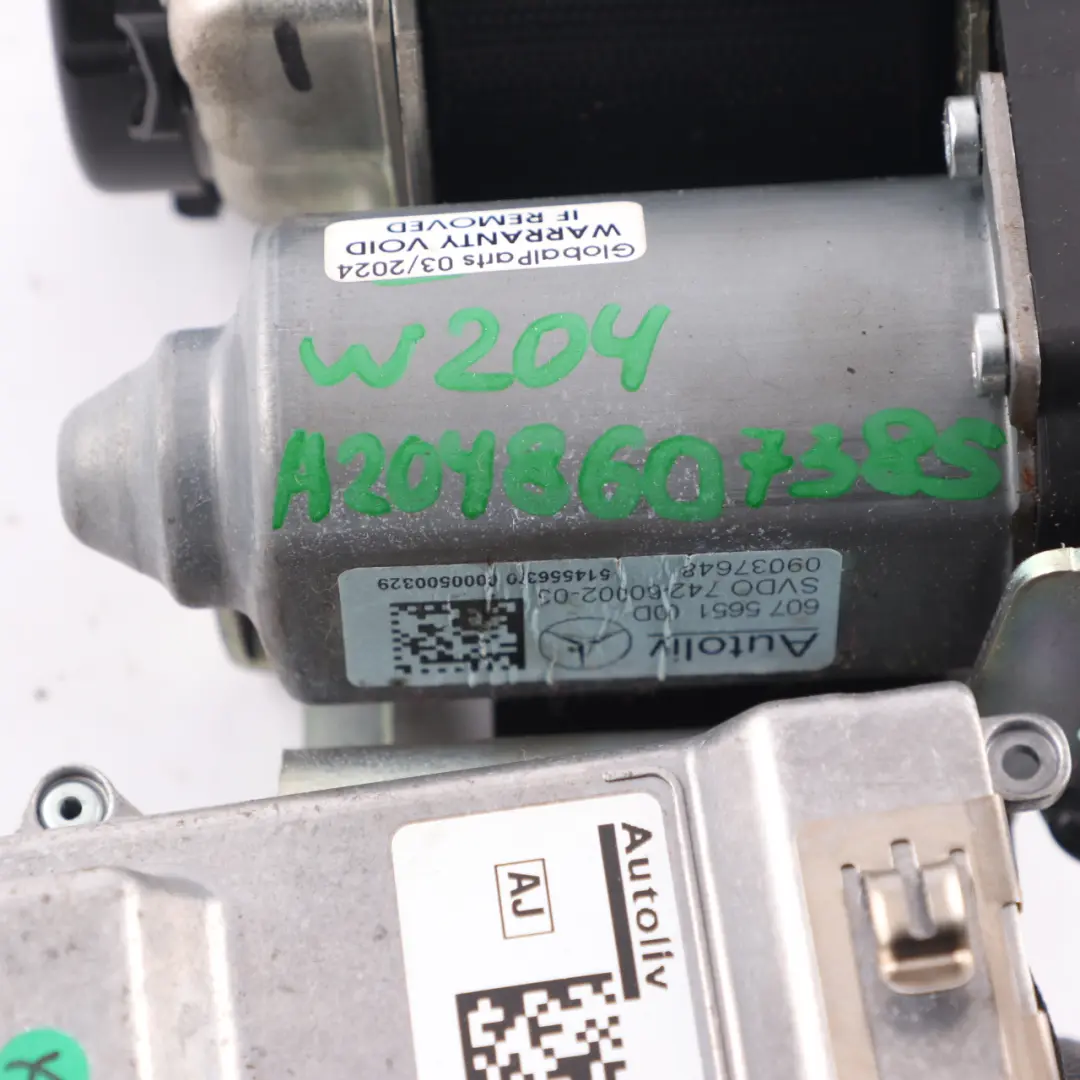 GlobalParts 03/2024
WARRANTY VOID
IF REMOVED
W204
A2048607385
Autoliv
607 5651 00D
SVDO 742-60002-03
09037648
514556370 0000500329
Autoliv
AJ